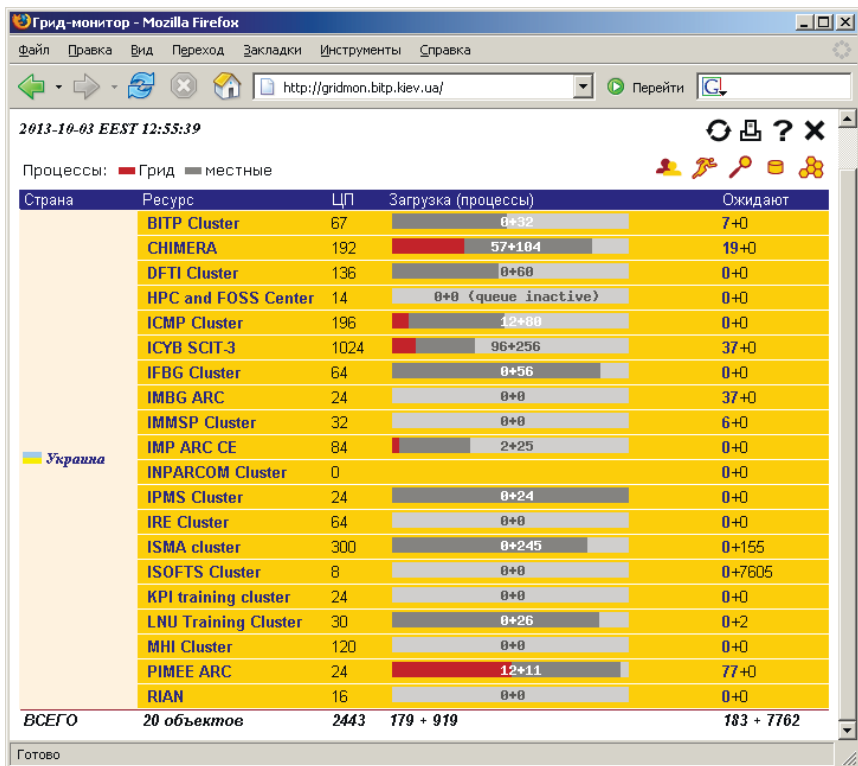 Грид-монитор - Mozilla Firefox
Файл Правка Вид Переход Закладки Инструменты Справка
http://gridmon.bitp.kiev.ua/ Перейти G
2013-10-03 EEST 12:55:39
Процессы: Грид местные
Страна Ресурс ЦП Загрузка (процессы) Ожидают
BITP Cluster 67 0+32 7+0
CHIMERA 192 57+104 19+0
DFTI Cluster 136 0+60 0+0
HPC and FOSS Center 14 0+0 (queue inactive) 0+0
ICMP Cluster 196 12+80 0+0
ICYB SCIT-3 1024 96+256 37+0
IFBG Cluster 64 0+56 0+0
IMBG ARC 24 0+0 37+0
IMMSP Cluster 32 0+0 6+0
IMP ARC CE 84 2+25 0+0
Украина
INPARCOM Cluster 0 0+0
IPMS Cluster 24 0+24 0+0
IRE Cluster 64 0+0 0+0
ISMA cluster 300 0+245 0+155
ISOFTS Cluster 8 0+0 0+7605
KPI training cluster 24 0+0 0+0
LNU Training Cluster 30 0+26 0+2
MHI Cluster 120 0+0 0+0
PIMEE ARC 24 12+11 77+0
RIAN 16 0+0 0+0
ВСЕГО 20 объектов 2443 179 + 919 183 + 7762
Готово